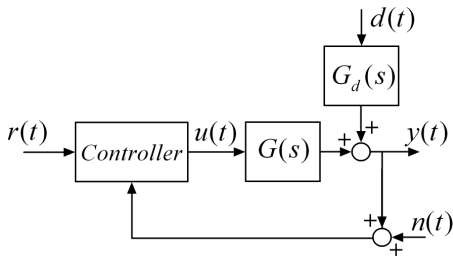 d(t)
G_d(s)
r(t)
Controller
u(t)
G(s)
+
+
y(t)
+
n(t)
+